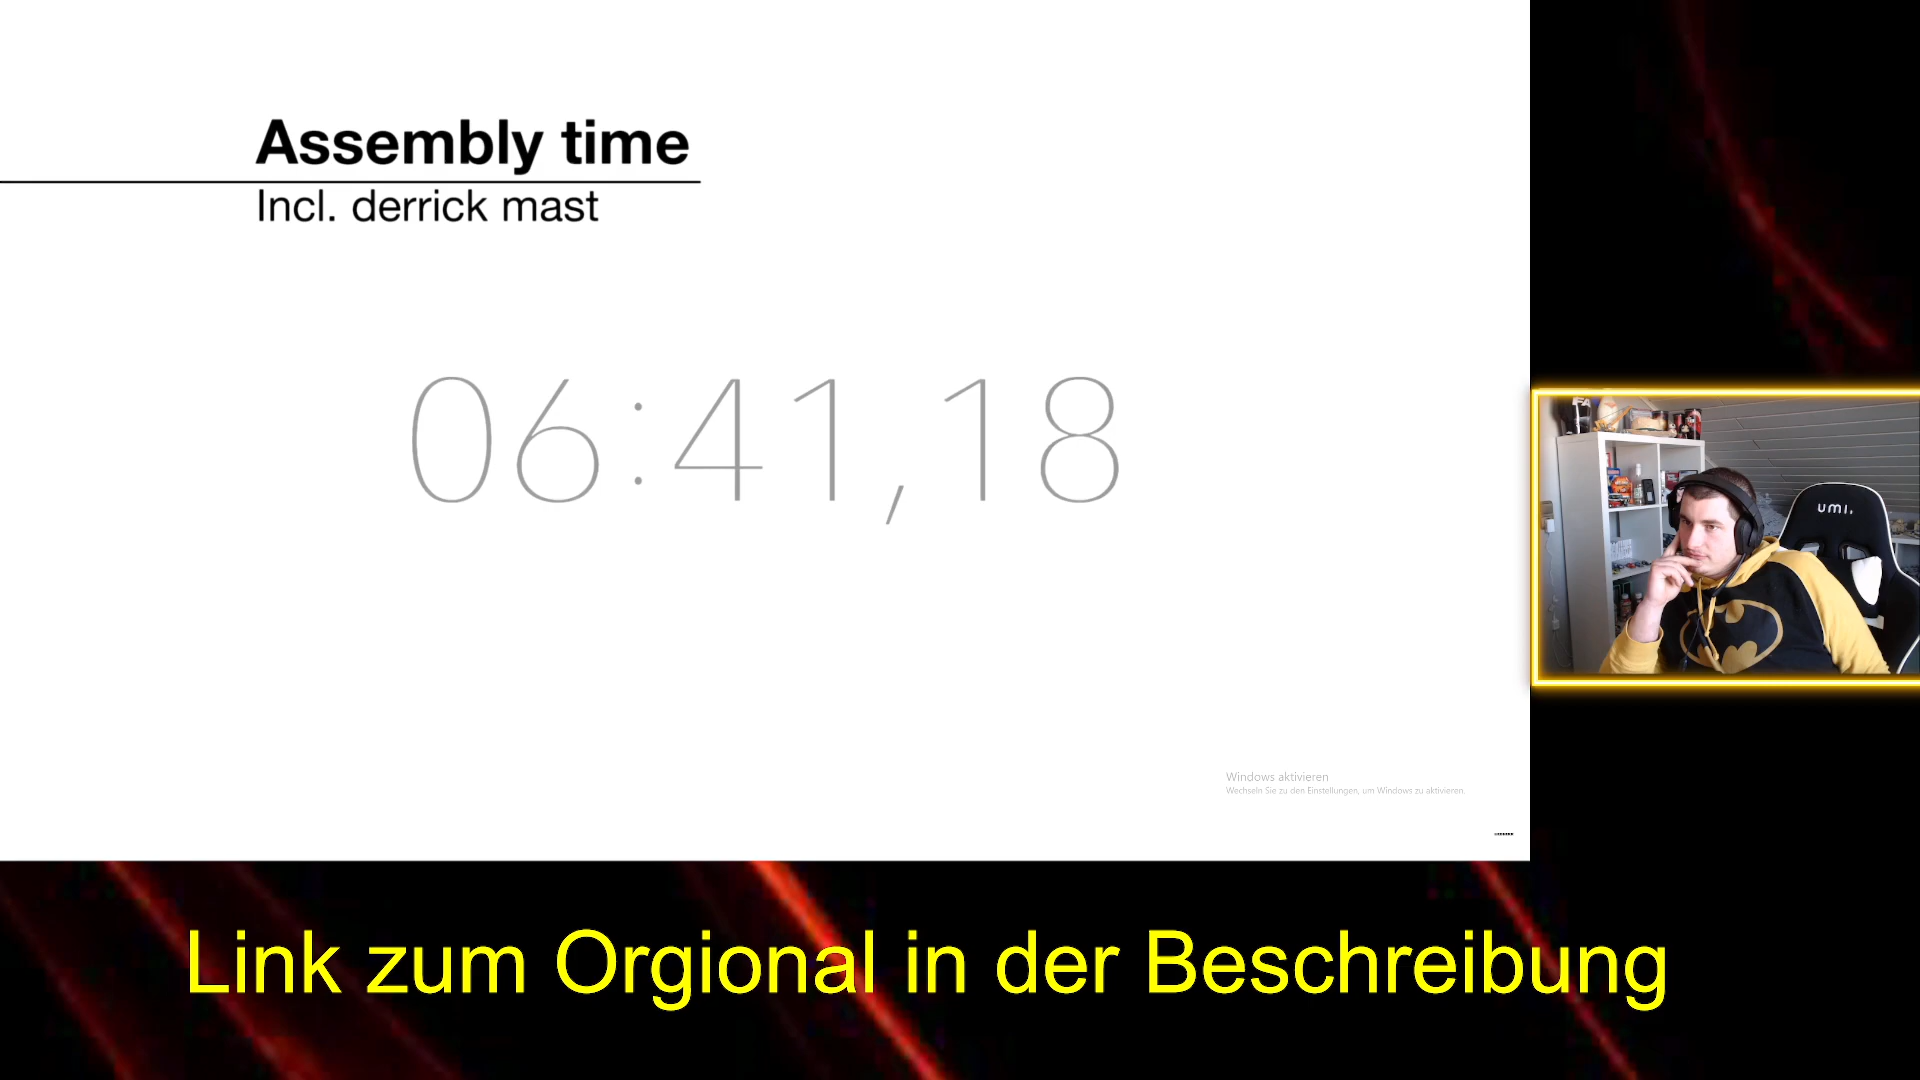 Assembly time
Incl. derrick mast
06:41,18
umi.
Windows aktivieren
Wechseln Sie zu den Einstellungen, um Windows zu aktivieren.
Link zum Orgional in der Beschreibung